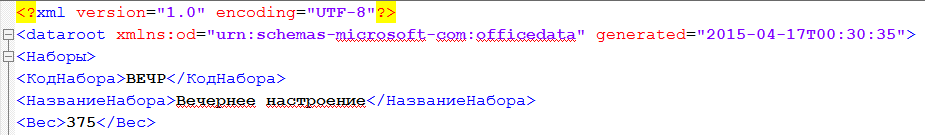 <?xml version="1.0" encoding="UTF-8"?>
<dataroot xmlns:od="urn:schemas-microsoft-com:officedata" generated="2015-04-17T00:30:35">
<Наборы>
<КодНабора>ВЕЧР</КодНабора>
<НазваниеНабора>Вечернее настроение</НазваниеНабора>
<Вес>375</Вес>